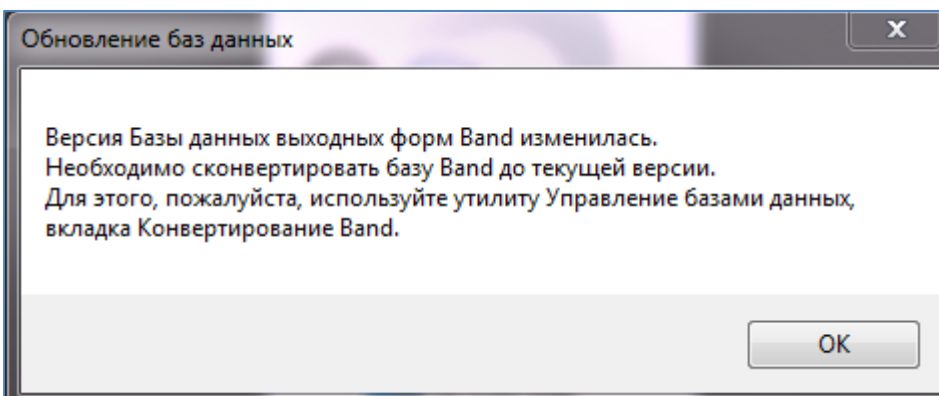 Обновление баз данных
Версия Базы данных выходных форм Band изменилась.
Необходимо сконвертировать базу Band до текущей версии.
Для этого, пожалуйста, используйте утилиту Управление базами данных,
вкладка Конвертирование Band.
OK